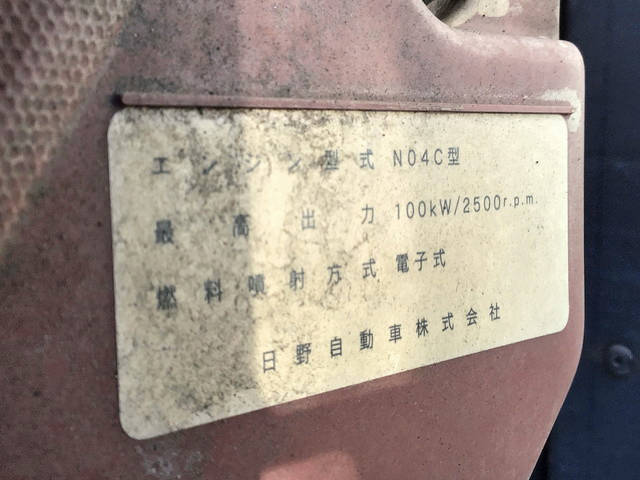 エンジン型式 N04C型
最高出力 100kW/2500r.p.m.
燃料噴射方式 電子式
日野自動車株式会社